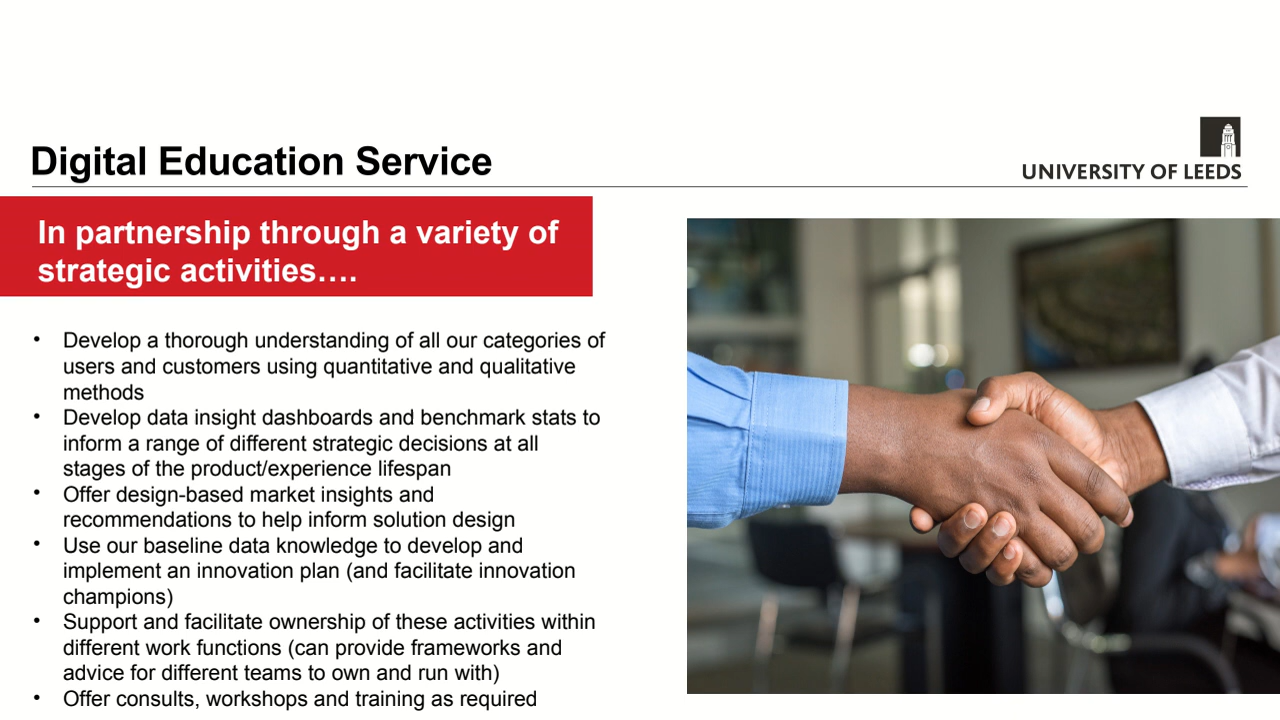 Digital Education Service
UNIVERSITY OF LEEDS
In partnership through a variety of
strategic activities….
• Develop a thorough understanding of all our categories of
users and customers using quantitative and qualitative
methods
• Develop data insight dashboards and benchmark stats to
inform a range of different strategic decisions at all
stages of the product/experience lifespan
• Offer design-based market insights and
recommendations to help inform solution design
• Use our baseline data knowledge to develop and
implement an innovation plan (and facilitate innovation
champions)
• Support and facilitate ownership of these activities within
different work functions (can provide frameworks and
advice for different teams to own and run with)
• Offer consults, workshops and training as required